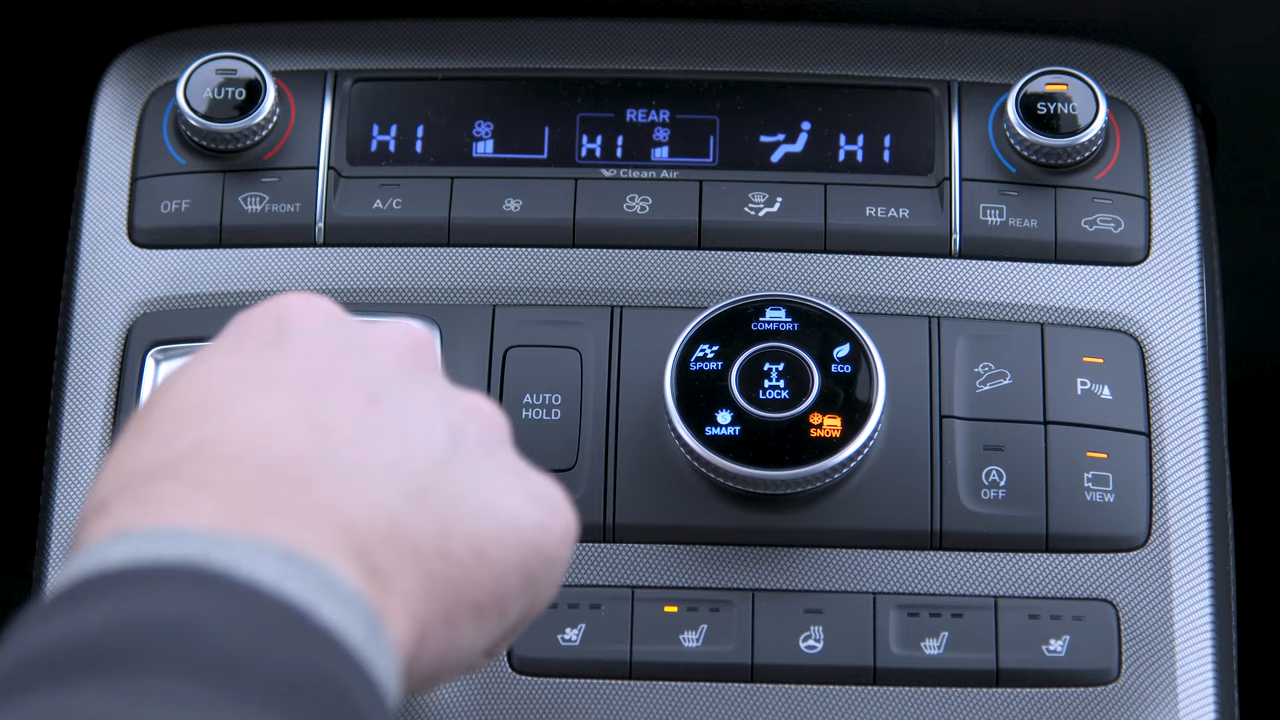 AUTO
SYNC
REAR
HI
HI
HI
Clean Air
OFF
FRONT
A/C
REAR
REAR
COMFORT
SPORT
ECO
LOCK
SMART
SNOW
AUTO
HOLD
P
A
OFF
VIEW